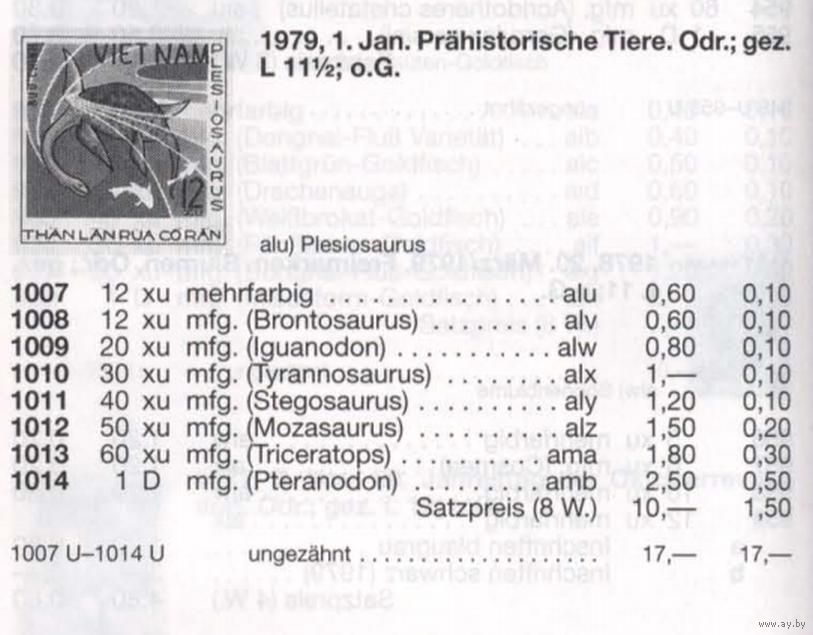 1979, 1. Jan. Prähistorische Tiere. Odr.; gez.
L 11½; o.G.
VIET NAM
PLESIOSAURUS
12
THẰN LẰN RỪA CỔ RẮN
alu) Plesiosaurus
1007 12 xu mehrfarbig . . . . . . . . . . . . . . . . alu 0,60 0,10
1008 12 xu mfg. (Brontosaurus) . . . . . . . . . alv 0,60 0,10
1009 20 xu mfg. (Iguanodon) . . . . . . . . . . . alw 0,80 0,10
1010 30 xu mfg. (Tyrannosaurus) . . . . . . . . alx 1,— 0,10
1011 40 xu mfg. (Stegosaurus) . . . . . . . . . . aly 1,20 0,10
1012 50 xu mfg. (Mozasaurus) . . . . . . . . . . alz 1,50 0,20
1013 60 xu mfg. (Triceratops) . . . . . . . . . . ama 1,80 0,30
1014 1 D mfg. (Pteranodon) . . . . . . . . . . amb 2,50 0,50
Satzpreis (8 W.) 10,— 1,50
1007 U–1014 U ungezähnt . . . . . . . . . . . . . . . . . . . 17,— 17,—
www.ay.by